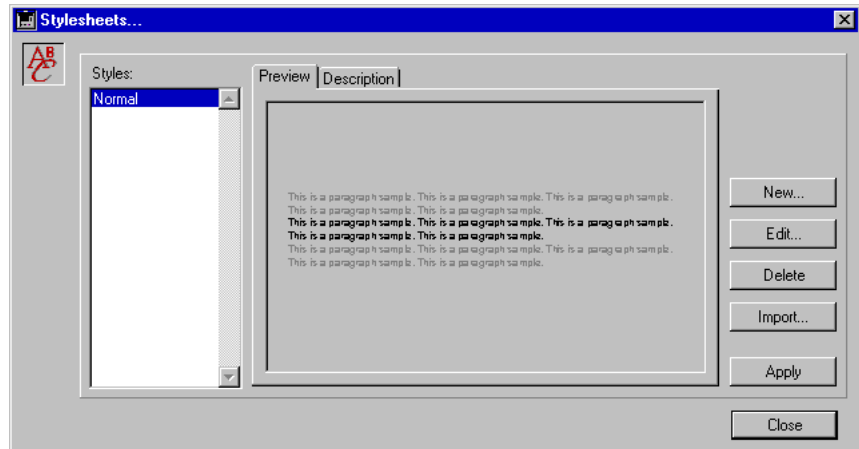 Stylesheets...
ABC
Styles:
Normal
Preview
Description
This is a paragraph sample. This is a paragraph sample. This is a paragraph sample.
This is a paragraph sample. This is a paragraph sample.
This is a paragraph sample. This is a paragraph sample. This is a paragraph sample.
This is a paragraph sample. This is a paragraph sample.
This is a paragraph sample. This is a paragraph sample. This is a paragraph sample.
This is a paragraph sample. This is a paragraph sample.
New...
Edit...
Delete
Import...
Apply
Close